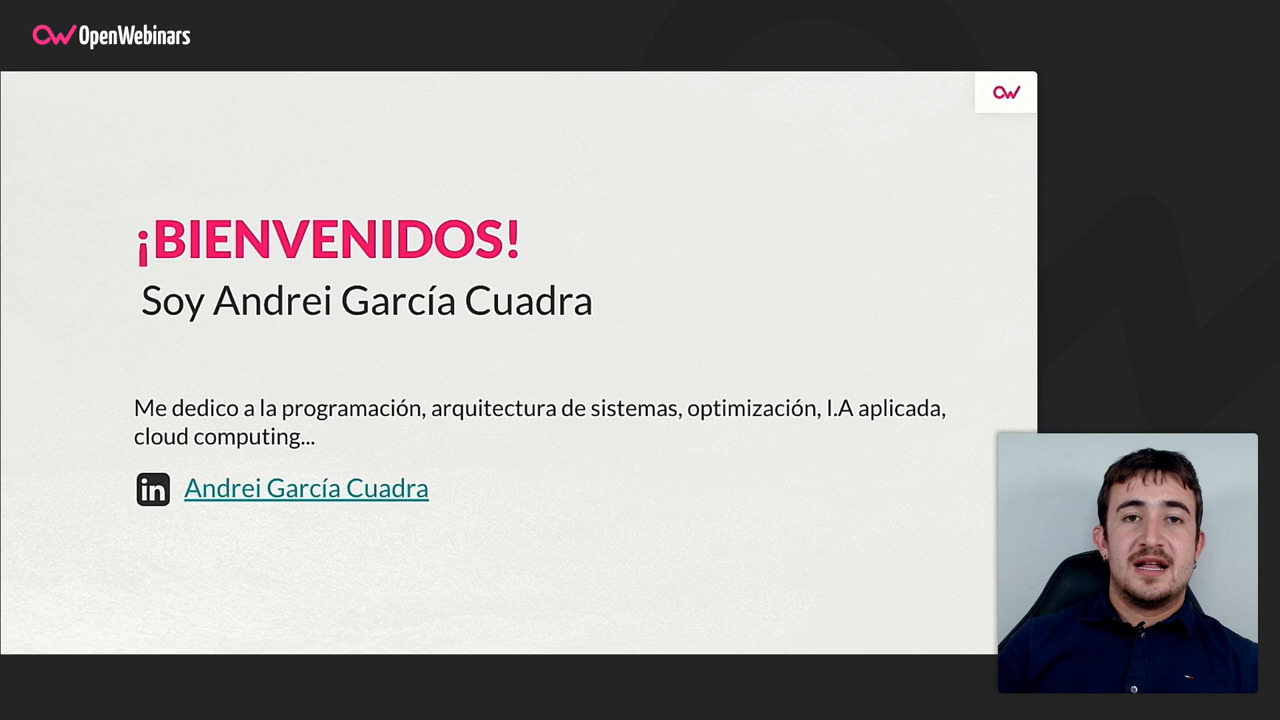 OpenWebinars
¡BIENVENIDOS!
Soy Andrei García Cuadra
Me dedico a la programación, arquitectura de sistemas, optimización, I.A aplicada,
cloud computing...
in Andrei García Cuadra